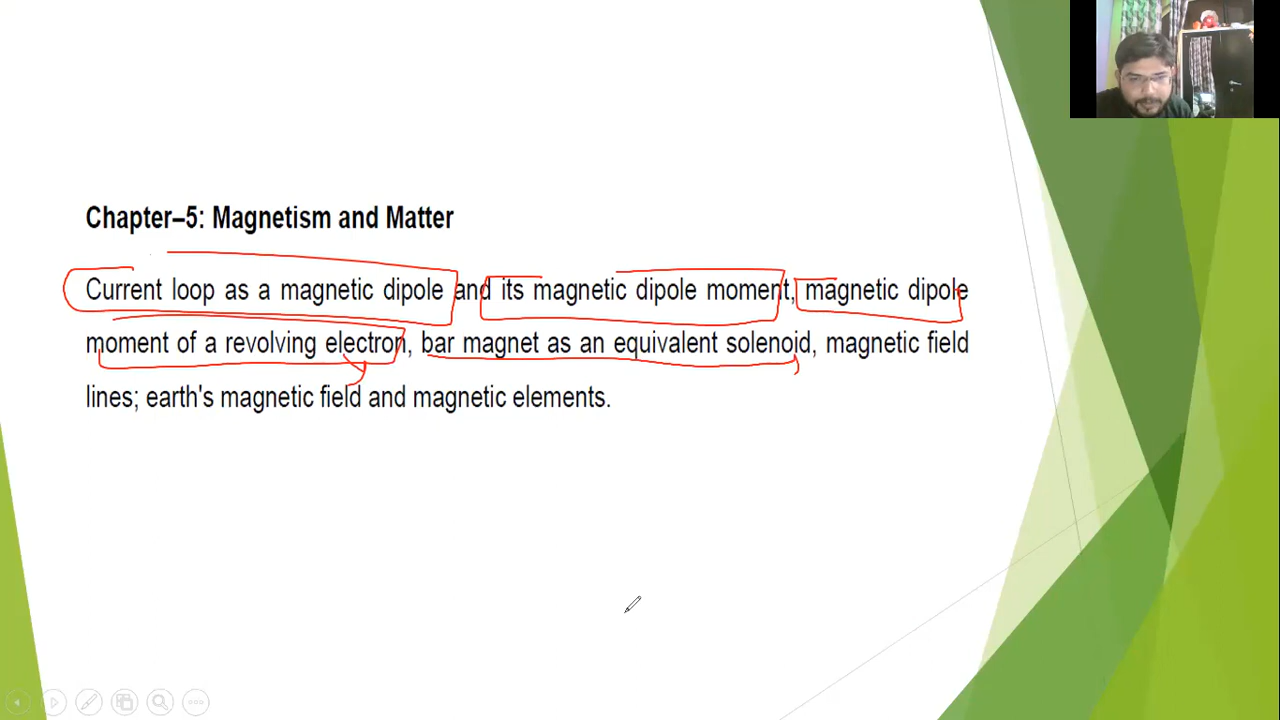 Chapter–5: Magnetism and Matter
Current loop as a magnetic dipole and its magnetic dipole moment, magnetic dipole
moment of a revolving electron, bar magnet as an equivalent solenoid, magnetic field
lines; earth's magnetic field and magnetic elements.